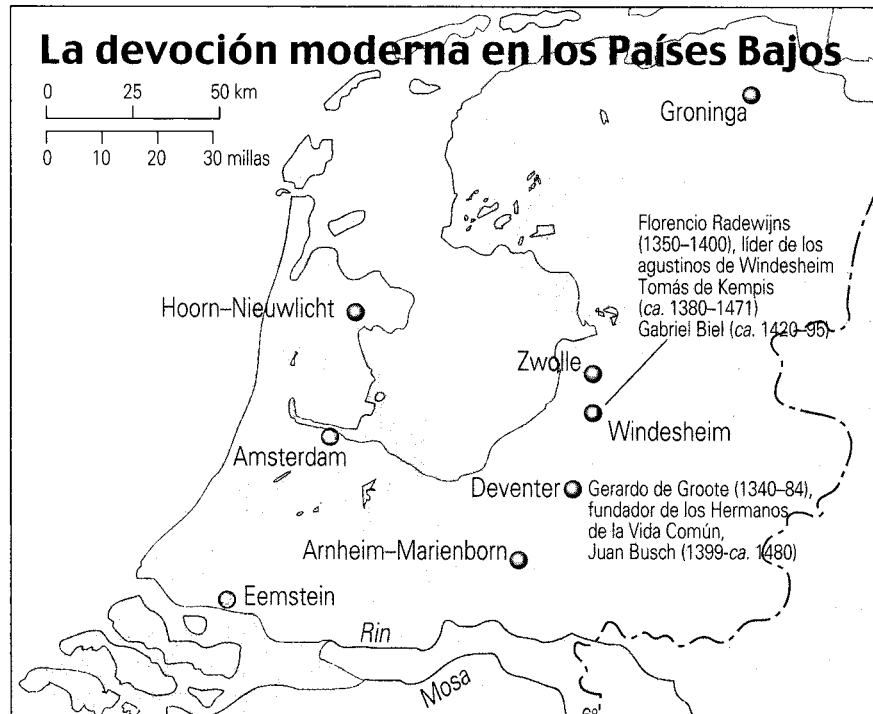 La devoción moderna en los Países Bajos
0 25 50 km
0 10 20 30 millas
Groninga
Florencio Radewijns
(1350–1400), líder de los
agustinos de Windesheim
Tomás de Kempis
(ca. 1380–1471)
Gabriel Biel (ca. 1420–95)
Hoorn–Nieuwlicht
Zwolle
Windesheim
Amsterdam
Deventer
Gerardo de Groote (1340–84),
fundador de los Hermanos
de la Vida Común,
Juan Busch (1399-ca. 1480)
Arnheim–Marienborn
Eemstein
Rin
Mosa